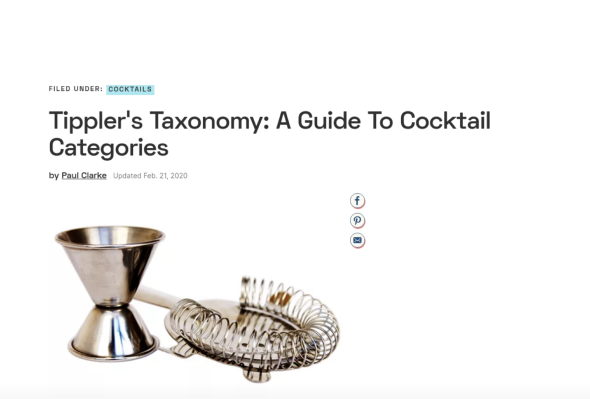 FILED UNDER: COCKTAILS
Tippler's Taxonomy: A Guide To Cocktail
Categories
by Paul Clarke Updated Feb. 21, 2020